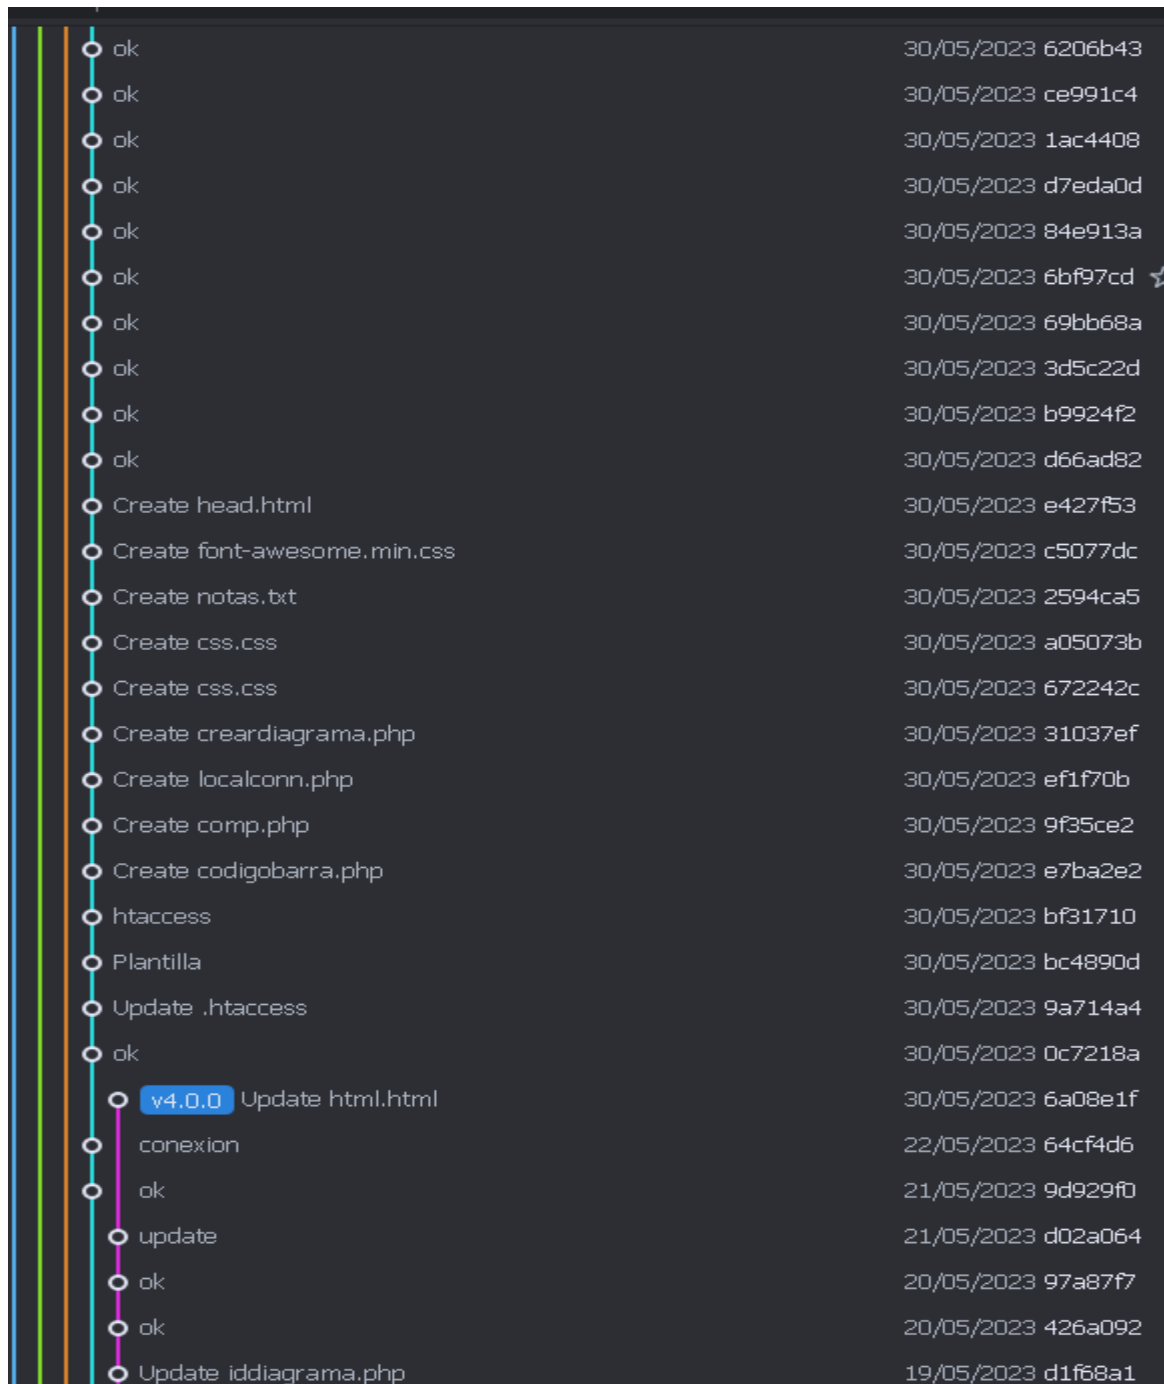 ok 30/05/2023 6206b43
ok 30/05/2023 ce991c4
ok 30/05/2023 1ac4408
ok 30/05/2023 d7eda0d
ok 30/05/2023 84e913a
ok 30/05/2023 6bf97cd
ok 30/05/2023 69bb68a
ok 30/05/2023 3d5c22d
ok 30/05/2023 b9924f2
ok 30/05/2023 d66ad82
Create head.html 30/05/2023 e427f53
Create font-awesome.min.css 30/05/2023 c5077dc
Create notas.txt 30/05/2023 2594ca5
Create css.css 30/05/2023 a05073b
Create css.css 30/05/2023 672242c
Create creardiagrama.php 30/05/2023 31037ef
Create localconn.php 30/05/2023 ef1f70b
Create comp.php 30/05/2023 9f35ce2
Create codigobarra.php 30/05/2023 e7ba2e2
htaccess 30/05/2023 bf31710
Plantilla 30/05/2023 bc4890d
Update .htaccess 30/05/2023 9a714a4
ok 30/05/2023 0c7218a
v4.0.0 Update html.html 30/05/2023 6a08e1f
conexion 22/05/2023 64cf4d6
ok 21/05/2023 9d929f0
update 21/05/2023 d02a064
ok 20/05/2023 97a87f7
ok 20/05/2023 426a092
Update iddiagrama.php 19/05/2023 d1f68a1